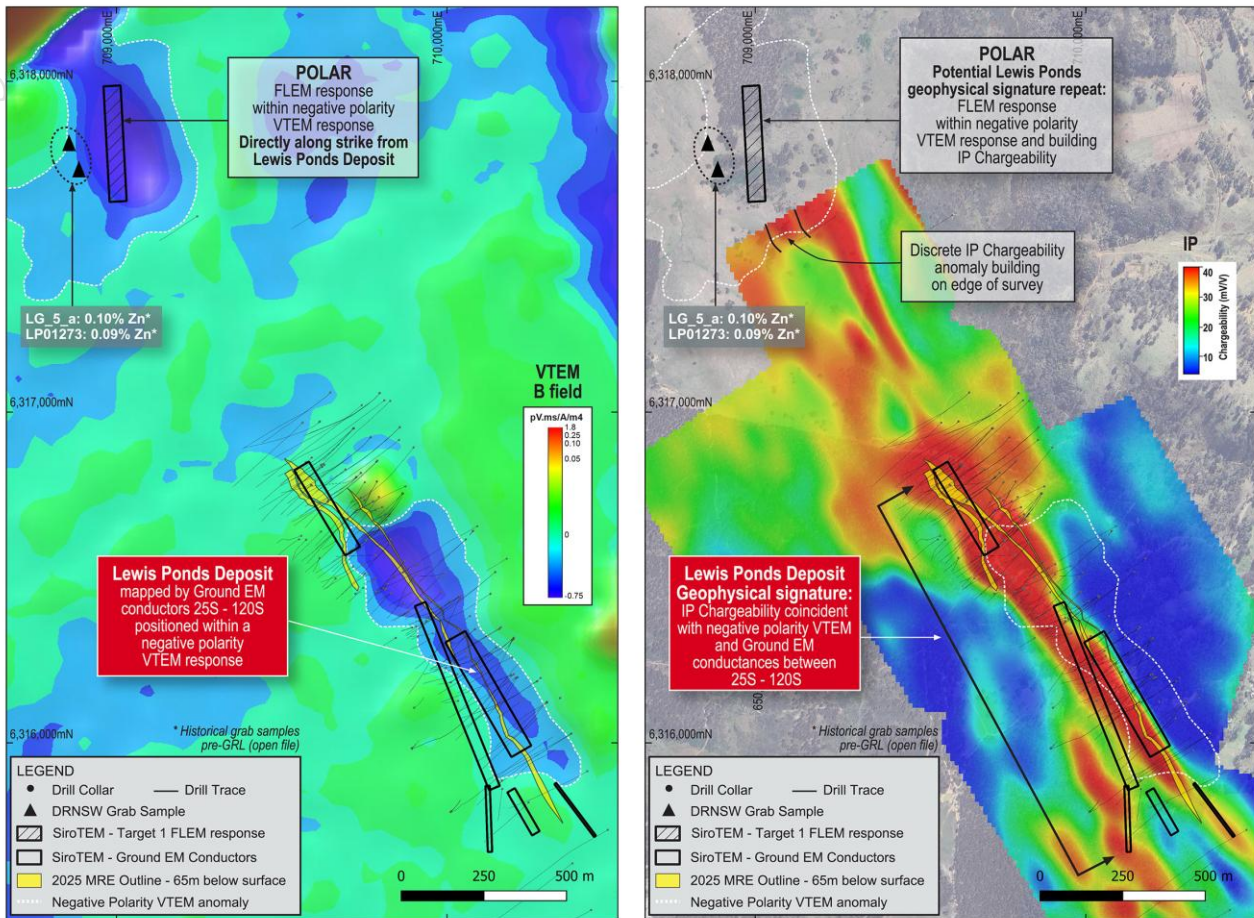 709,000mE
710,000mE
6,318,000mN
POLAR
FLEM response
within negative polarity
VTEM response
Directly along strike from
Lewis Ponds Deposit
LG_5_a: 0.10% Zn*
LP01273: 0.09% Zn*
6,317,000mN
VTEM
B field
pV.ms/A/m4
1.8
0.25
0.10
0.05
0
-0.75
Lewis Ponds Deposit
mapped by Ground EM
conductors 25S - 120S
positioned within a
negative polarity
VTEM response
6,316,000mN
* Historical grab samples
pre-GRL (open file)
LEGEND
Drill Collar
Drill Trace
DRNSW Grab Sample
SiroTEM - Target 1 FLEM response
SiroTEM - Ground EM Conductors
2025 MRE Outline - 65m below surface
Negative Polarity VTEM anomaly
0 250 500 m
709,000mE
710,000mE
6,318,000mN
POLAR
Potential Lewis Ponds
geophysical signature repeat:
FLEM response
within negative polarity
VTEM response and building
IP Chargeability
Discrete IP Chargeability
anomaly building
on edge of survey
LG_5_a: 0.10% Zn*
LP01273: 0.09% Zn*
IP
40
30
20
10
Chargeability (mV/V)
6,317,000mN
Lewis Ponds Deposit
Geophysical signature:
IP Chargeability coincident
with negative polarity VTEM
and Ground EM
conductances between
25S - 120S
650
6,316,000mN
* Historical grab samples
pre-GRL (open file)
LEGEND
Drill Collar
Drill Trace
DRNSW Grab Sample
SiroTEM - Target 1 FLEM response
SiroTEM - Ground EM Conductors
2025 MRE Outline - 65m below surface
Negative Polarity VTEM anomaly
0 250 500 m